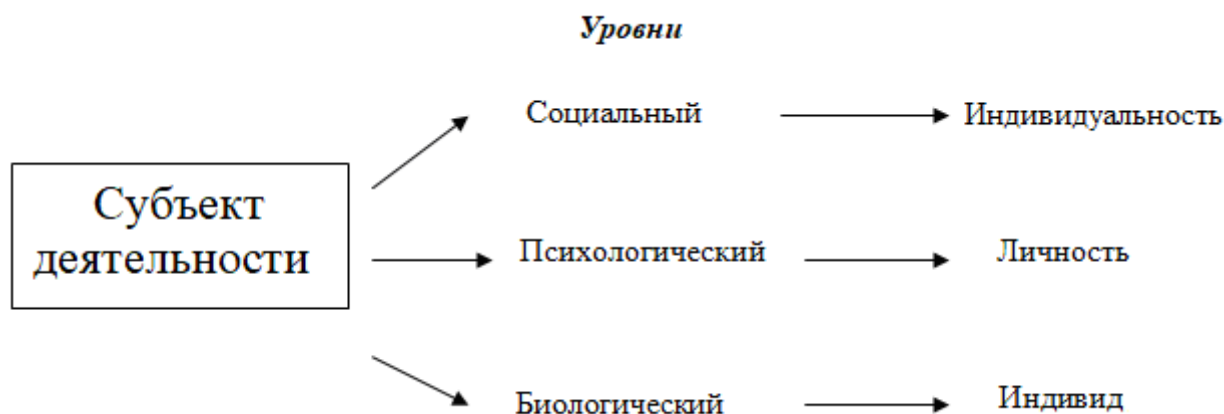 Уровни
Социальный
Индивидуальность
Субъект
деятельности
Психологический
Личность
Биологический
Индивид